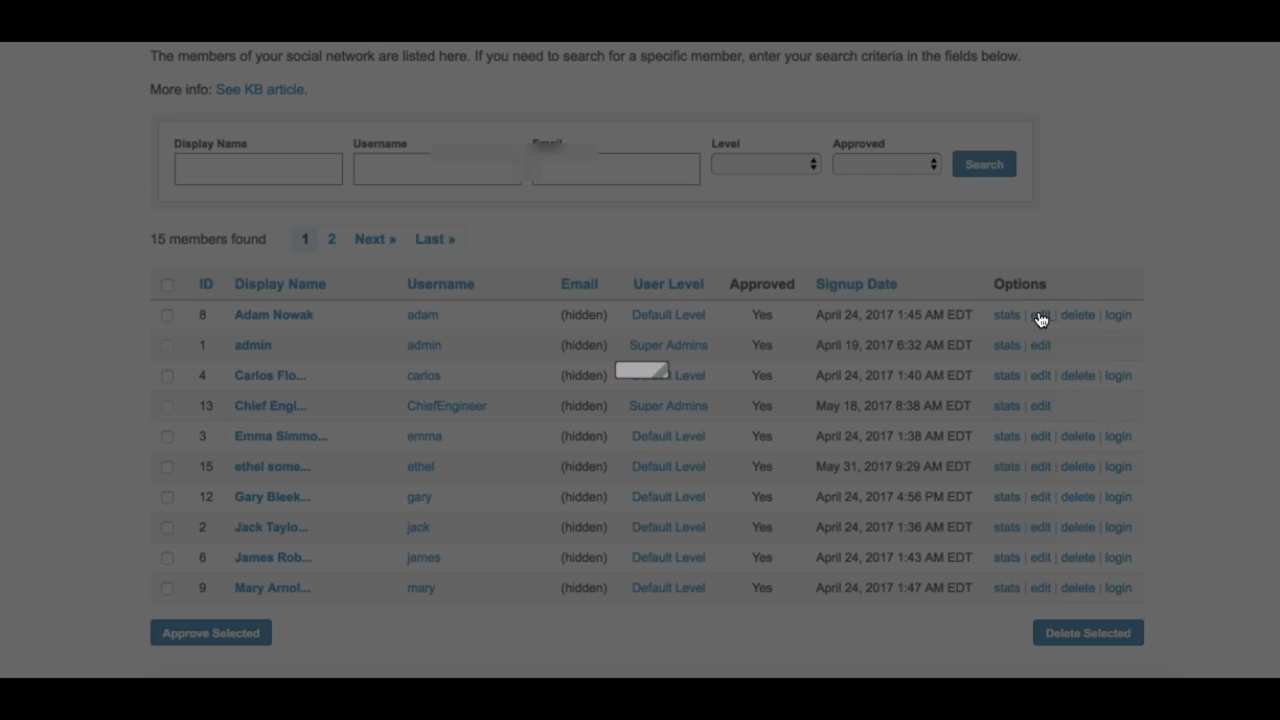 The members of your social network are listed here. If you need to search for a specific member, enter your search criteria in the fields below.
More info: See KB article.
Display Name Username Email Level Approved
Search
15 members found 1 2 Next » Last »
ID Display Name Username Email User Level Approved Signup Date Options
8 Adam Nowak adam (hidden) Default Level Yes April 24, 2017 1:45 AM EDT stats | edit | delete | login
1 admin admin (hidden) Super Admins Yes April 19, 2017 6:32 AM EDT stats | edit
4 Carlos Flo... carlos (hidden) Level Yes April 24, 2017 1:40 AM EDT stats | edit | delete | login
13 Chief Engi... ChiefEngineer (hidden) Super Admins Yes May 18, 2017 8:38 AM EDT stats | edit
3 Emma Simmo... emma (hidden) Default Level Yes April 24, 2017 1:38 AM EDT stats | edit | delete | login
15 ethel some... ethel (hidden) Default Level Yes May 31, 2017 9:29 AM EDT stats | edit | delete | login
12 Gary Bleek... gary (hidden) Default Level Yes April 24, 2017 4:56 PM EDT stats | edit | delete | login
2 Jack Taylo... jack (hidden) Default Level Yes April 24, 2017 1:36 AM EDT stats | edit | delete | login
6 James Rob... james (hidden) Default Level Yes April 24, 2017 1:43 AM EDT stats | edit | delete | login
9 Mary Arnol... mary (hidden) Default Level Yes April 24, 2017 1:47 AM EDT stats | edit | delete | login
Approve Selected Delete Selected